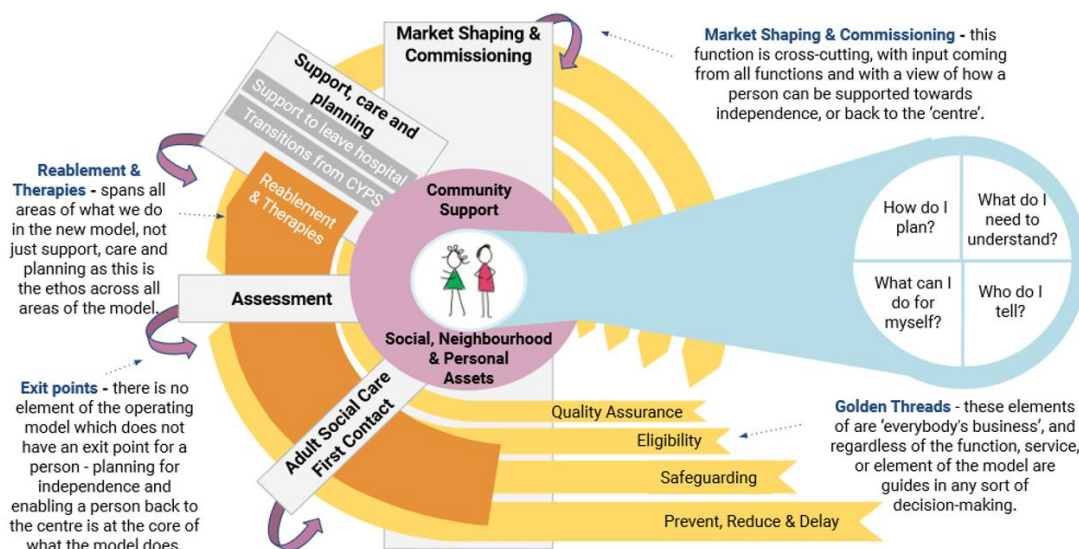 Market Shaping &
Commissioning
Market Shaping & Commissioning - this
function is cross-cutting, with input coming
from all functions and with a view of how a
person can be supported towards
independence, or back to the ‘centre’.
Support, care and
planning
Support to leave hospital
Transitions from CYPS
Reablement
& Therapies
Reablement &
Therapies - spans all
areas of what we do
in the new model, not
just support, care and
planning as this is
the ethos across all
areas of the model.
Community
Support
How do I
plan?
What do I
need to
understand?
What can I
do for
myself?
Who do I
tell?
Assessment
Social, Neighbourhood
& Personal
Assets
Adult Social Care
First Contact
Exit points - there is no
element of the operating
model which does not
have an exit point for a
person - planning for
independence and
enabling a person back to
the centre is at the core of
what the model does.
Quality Assurance
Eligibility
Safeguarding
Prevent, Reduce & Delay
Golden Threads - these elements
of are ‘everybody's business’, and
regardless of the function, service,
or element of the model are
guides in any sort of
decision-making.